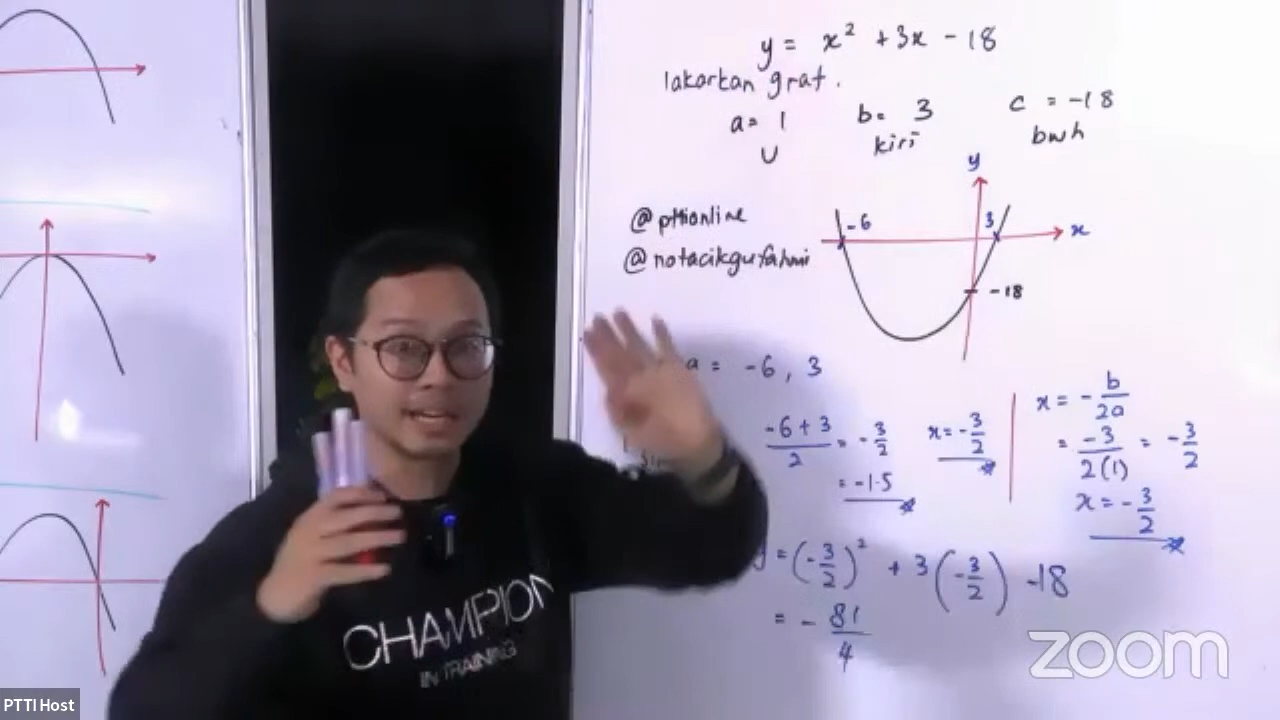 y = x² + 3x - 18
lakarkan graf.
a = 1 b = 3 c = -18
U kiri bwh
y
@pttionline
-6 3 x
@notacikgufahmi
-18
= -6, 3
-6 + 3 / 2 = -3/2 x = -3/2
= -1.5
x = - b/2a
= -3 / 2(1) = -3/2
x = -3/2
y = (-3/2)² + 3(-3/2) - 18
= - 81/4
CHAMPION
IN TRAINING
zoom
PTTI Host